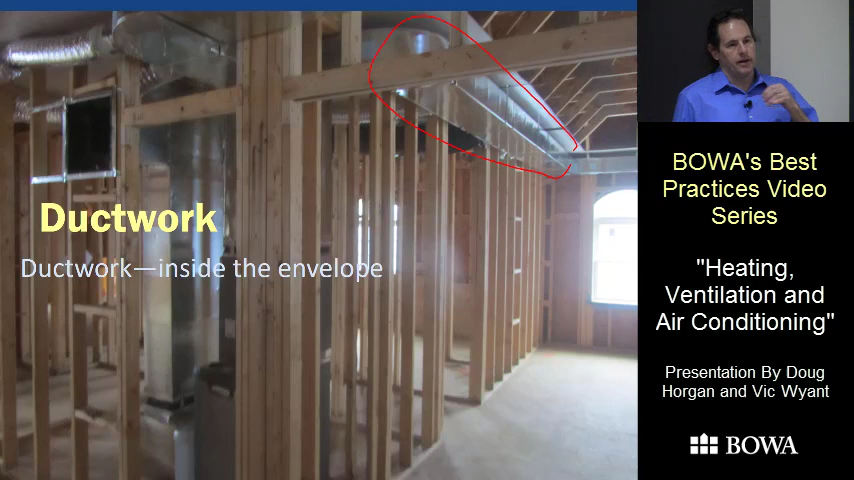 Ductwork
Ductwork—inside the envelope
BOWA's Best
Practices Video
Series
"Heating,
Ventilation and
Air Conditioning"
Presentation By Doug
Horgan and Vic Wyant
BOWA